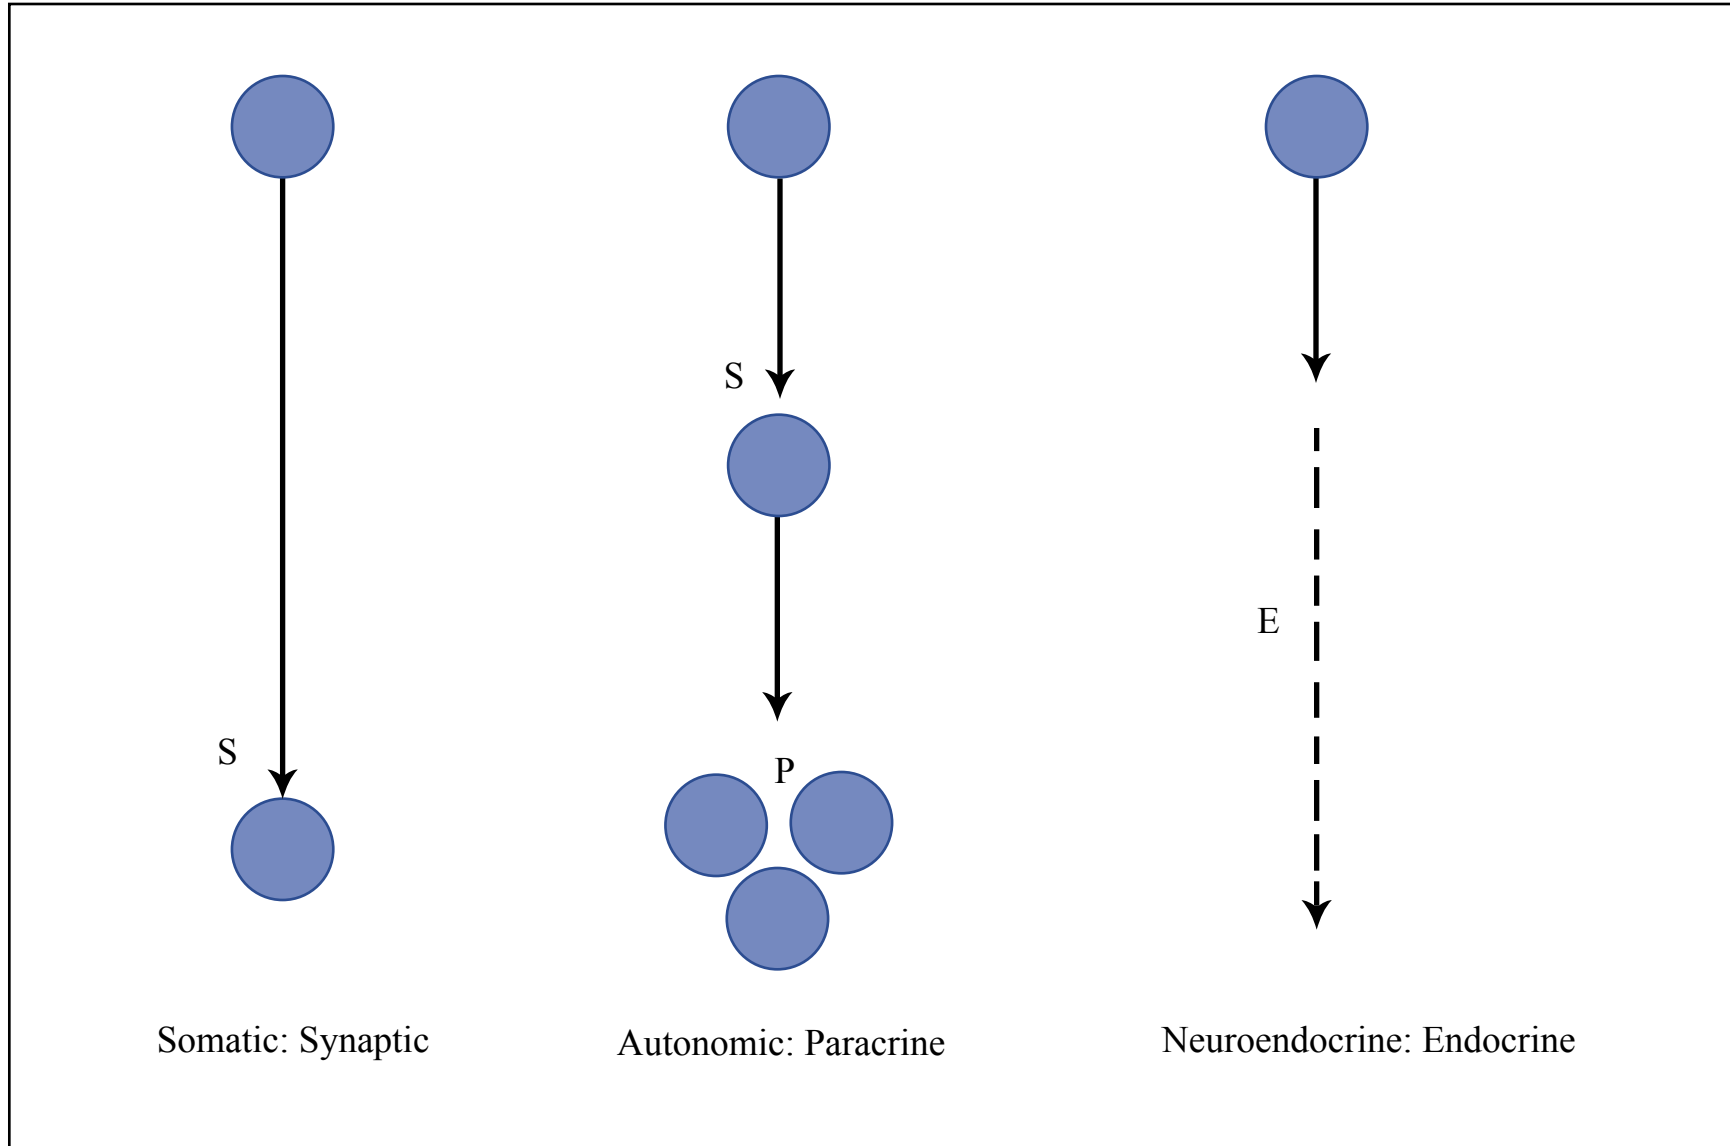 S
S
P
E
Somatic: Synaptic
Autonomic: Paracrine
Neuroendocrine: Endocrine